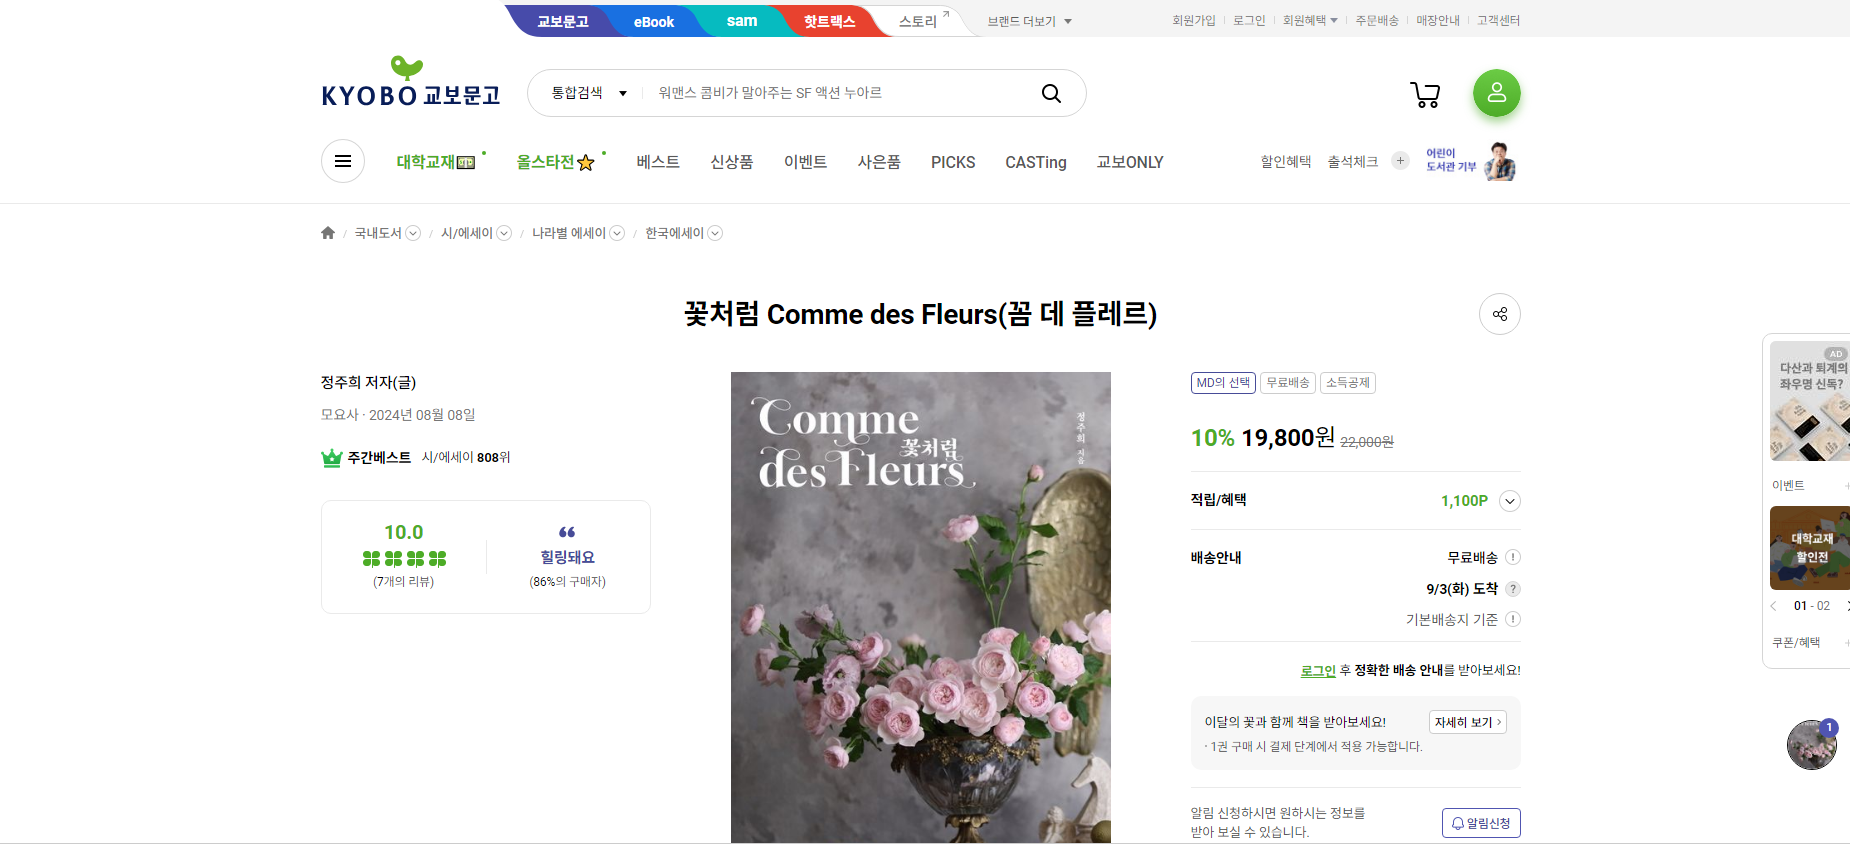 교보문고
eBook
sam
핫트랙스
스토리
브랜드 더보기
회원가입
로그인
회원혜택
주문배송
매장안내
고객센터
KYOBO 교보문고
통합검색
워맨스 콤비가 말아주는 SF 액션 누아르
대학교재
올스타전
베스트
신상품
이벤트
사은품
PICKS
CASTing
교보ONLY
할인혜택
출석체크
어린이
도서관 기부
국내도서 / 시/에세이 / 나라별 에세이 / 한국에세이
꽃처럼 Comme des Fleurs(꼼 데 플레르)
정주희 저자(글)
모요사 · 2024년 08월 08일
주간베스트 시/에세이 808위
10.0
(7개의 리뷰)
힐링돼요
(86%의 구매자)
Comme
꽃처럼
des Fleurs
정주희 지음
MD의 선택
무료배송
소득공제
10% 19,800원 22,000원
적립/혜택
1,100P
배송안내
무료배송
9/3(화) 도착
기본배송지 기준
로그인 후 정확한 배송 안내를 받아보세요!
이달의 꽃과 함께 책을 받아보세요!
자세히 보기
· 1권 구매 시 결제 단계에서 적용 가능합니다.
알림 신청하시면 원하시는 정보를
받아 보실 수 있습니다.
알림신청
AD
다산과 퇴계의
좌우명 신독?
이벤트
대학교재
할인전
01 - 02
쿠폰/혜택
1